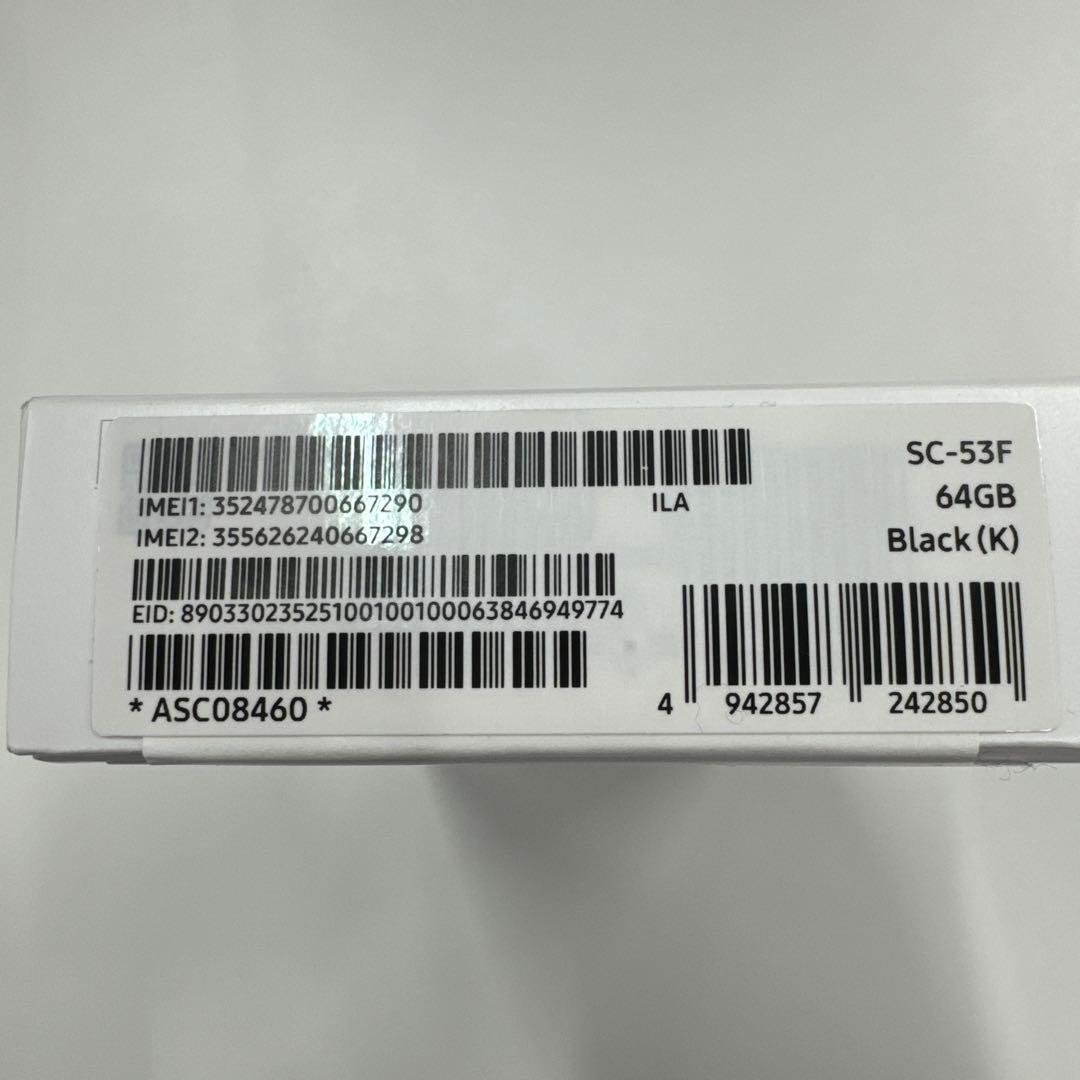 IMEI1: 352478700667290
ILA
IMEI2: 355626240667298
EID: 89033023525100100100063846949774
* ASC08460 *
SC-53F
64GB
Black (K)
4 942857 242850